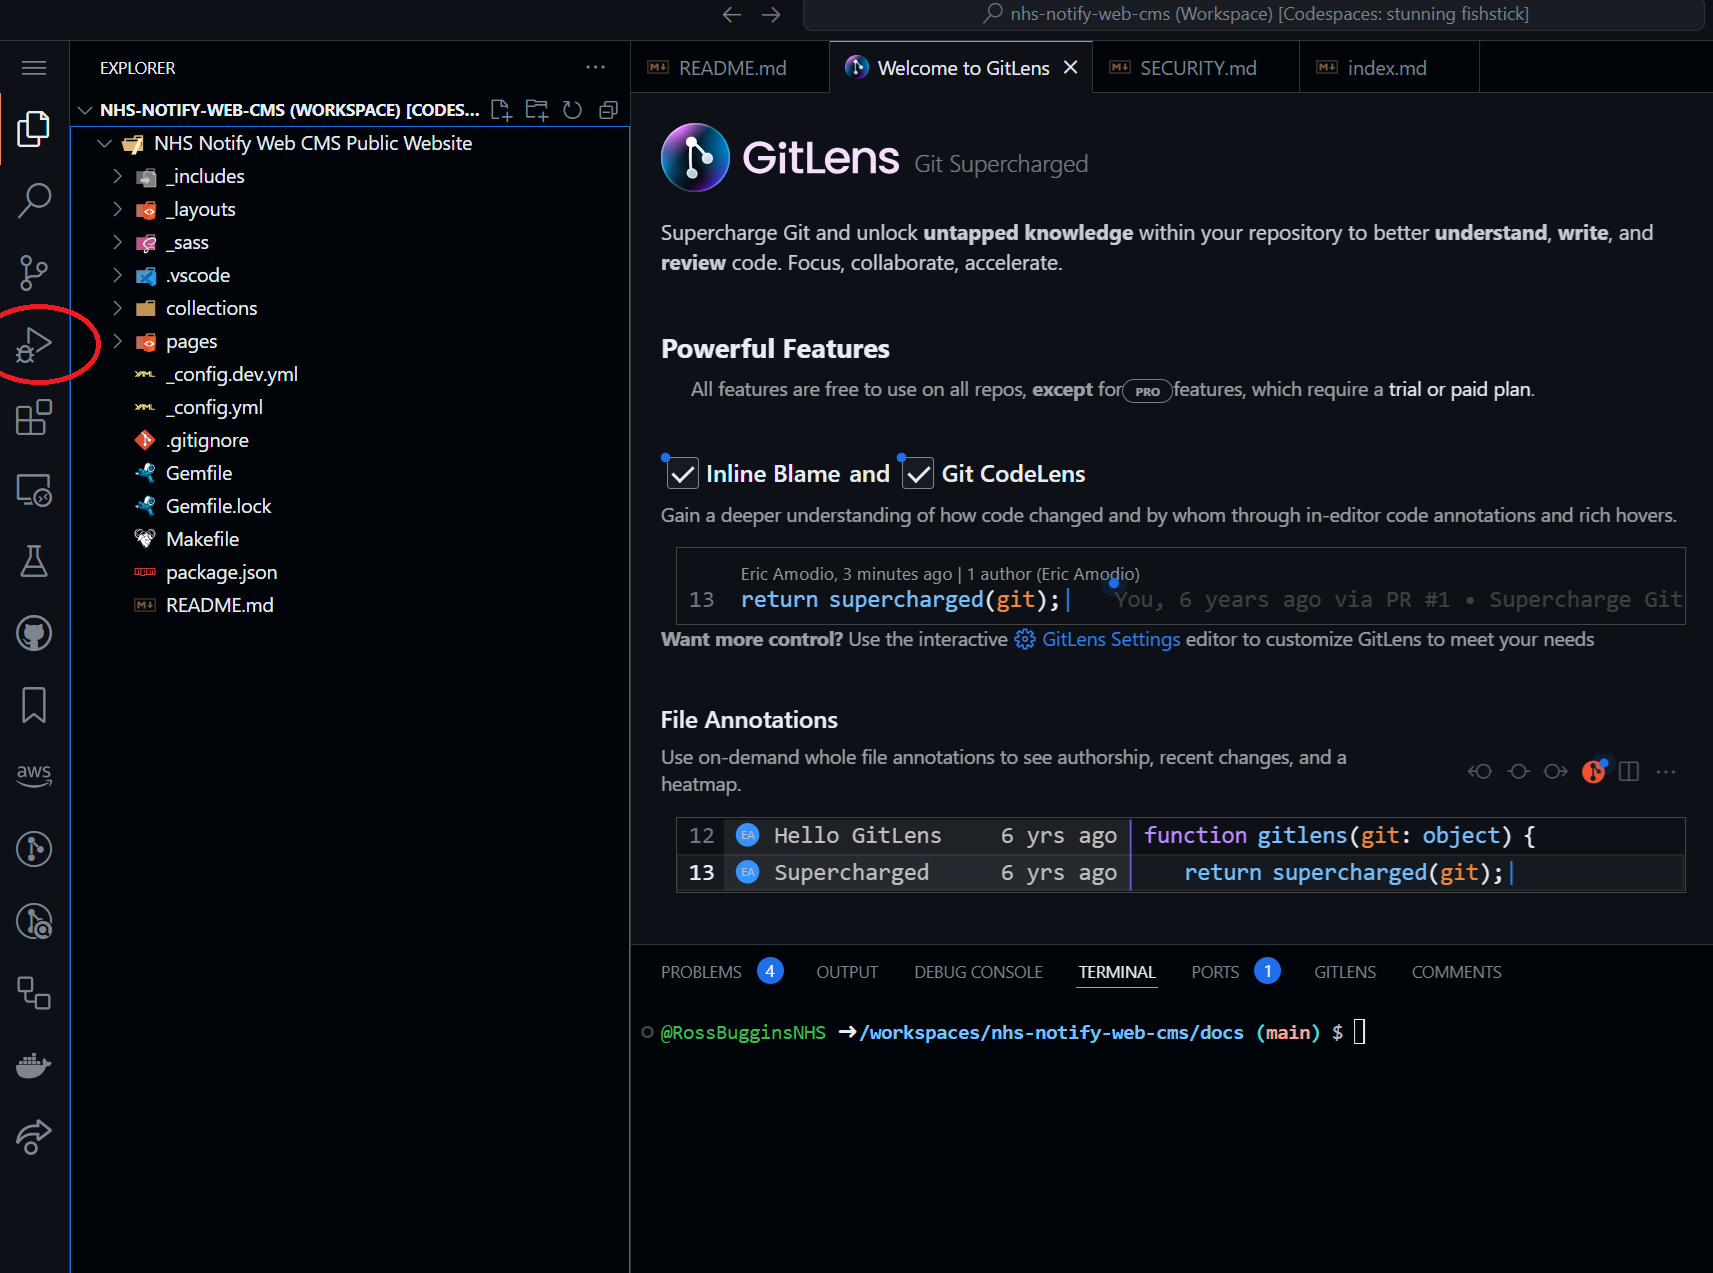 nhs-notify-web-cms (Workspace) [Codespaces: stunning fishstick]
EXPLORER
NHS-NOTIFY-WEB-CMS (WORKSPACE) [CODES...
NHS Notify Web CMS Public Website
_includes
_layouts
_sass
.vscode
collections
pages
_config.dev.yml
_config.yml
.gitignore
Gemfile
Gemfile.lock
Makefile
package.json
README.md
aws
README.md
Welcome to GitLens
SECURITY.md
index.md
GitLens Git Supercharged
Supercharge Git and unlock untapped knowledge within your repository to better understand, write, and
review code. Focus, collaborate, accelerate.
Powerful Features
All features are free to use on all repos, except for PRO features, which require a trial or paid plan.
Inline Blame and Git CodeLens
Gain a deeper understanding of how code changed and by whom through in-editor code annotations and rich hovers.
Eric Amodio, 3 minutes ago | 1 author (Eric Amodio)
13 return supercharged(git); You, 6 years ago via PR #1 • Supercharge Git
Want more control? Use the interactive GitLens Settings editor to customize GitLens to meet your needs
File Annotations
Use on-demand whole file annotations to see authorship, recent changes, and a
heatmap.
12 EA Hello GitLens 6 yrs ago function gitlens(git: object) {
13 EA Supercharged 6 yrs ago return supercharged(git);
PROBLEMS 4 OUTPUT DEBUG CONSOLE TERMINAL PORTS 1 GITLENS COMMENTS
@RossBugginsNHS ➜/workspaces/nhs-notify-web-cms/docs (main) $